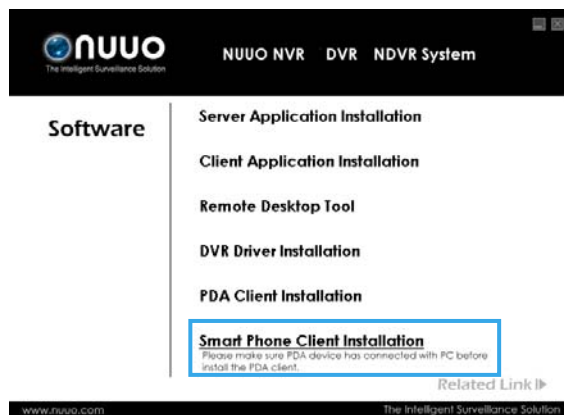 nuuo
The Intelligent Surveillance Solution
NUUO NVR DVR NDVR System
Software
Server Application Installation
Client Application Installation
Remote Desktop Tool
DVR Driver Installation
PDA Client Installation
Smart Phone Client Installation
Please make sure PDA device has connected with PC before
install the PDA client.
Related Link
www.nuuo.com
The Intelligent Surveillance Solution